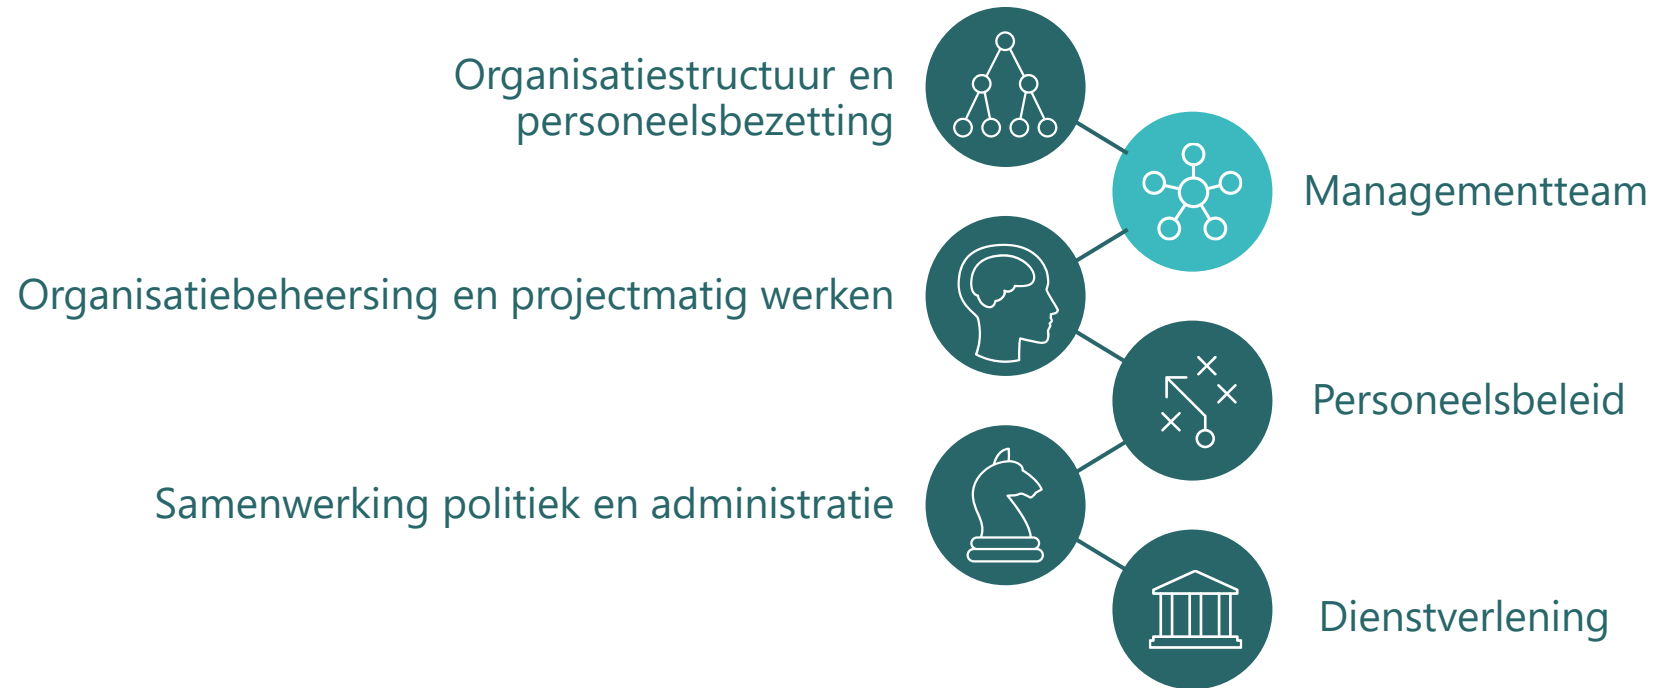 Organisatiestructuur en
personeelsbezetting
Managementteam
Organisatiebeheersing en projectmatig werken
Personeelsbeleid
Samenwerking politiek en administratie
Dienstverlening